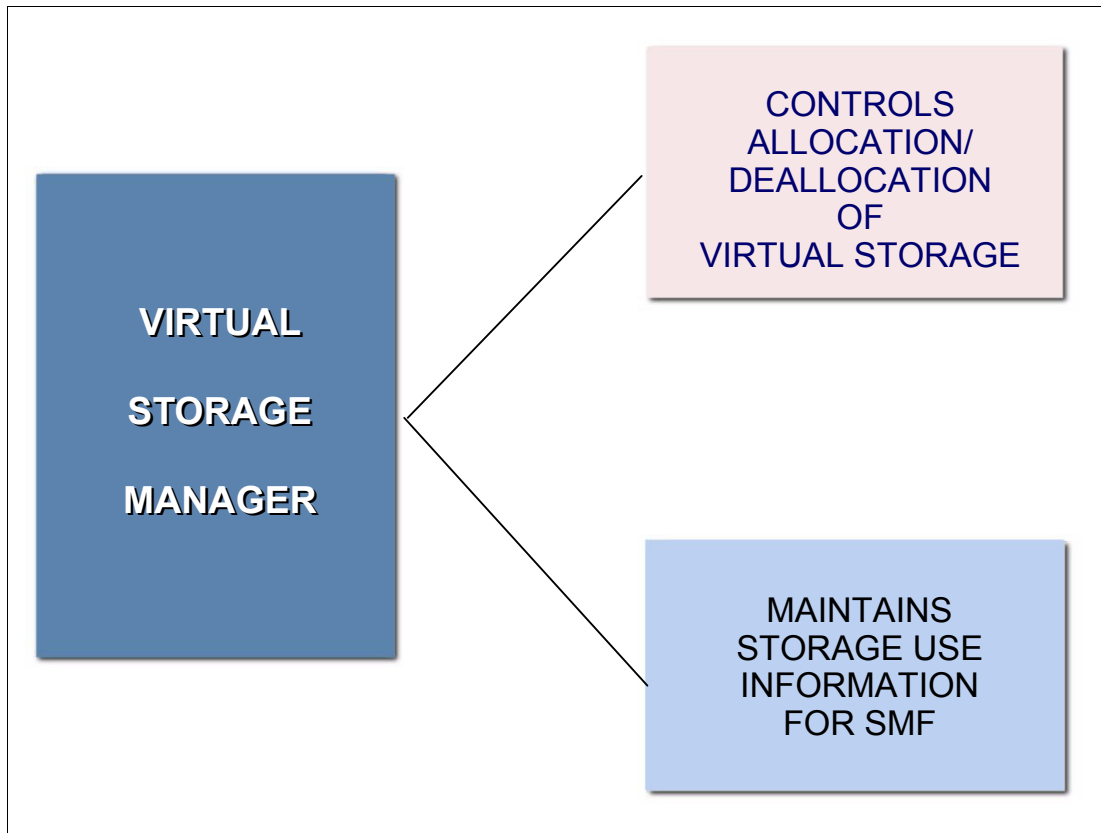 VIRTUAL
STORAGE
MANAGER
CONTROLS
ALLOCATION/
DEALLOCATION
OF
VIRTUAL STORAGE
MAINTAINS
STORAGE USE
INFORMATION
FOR SMF